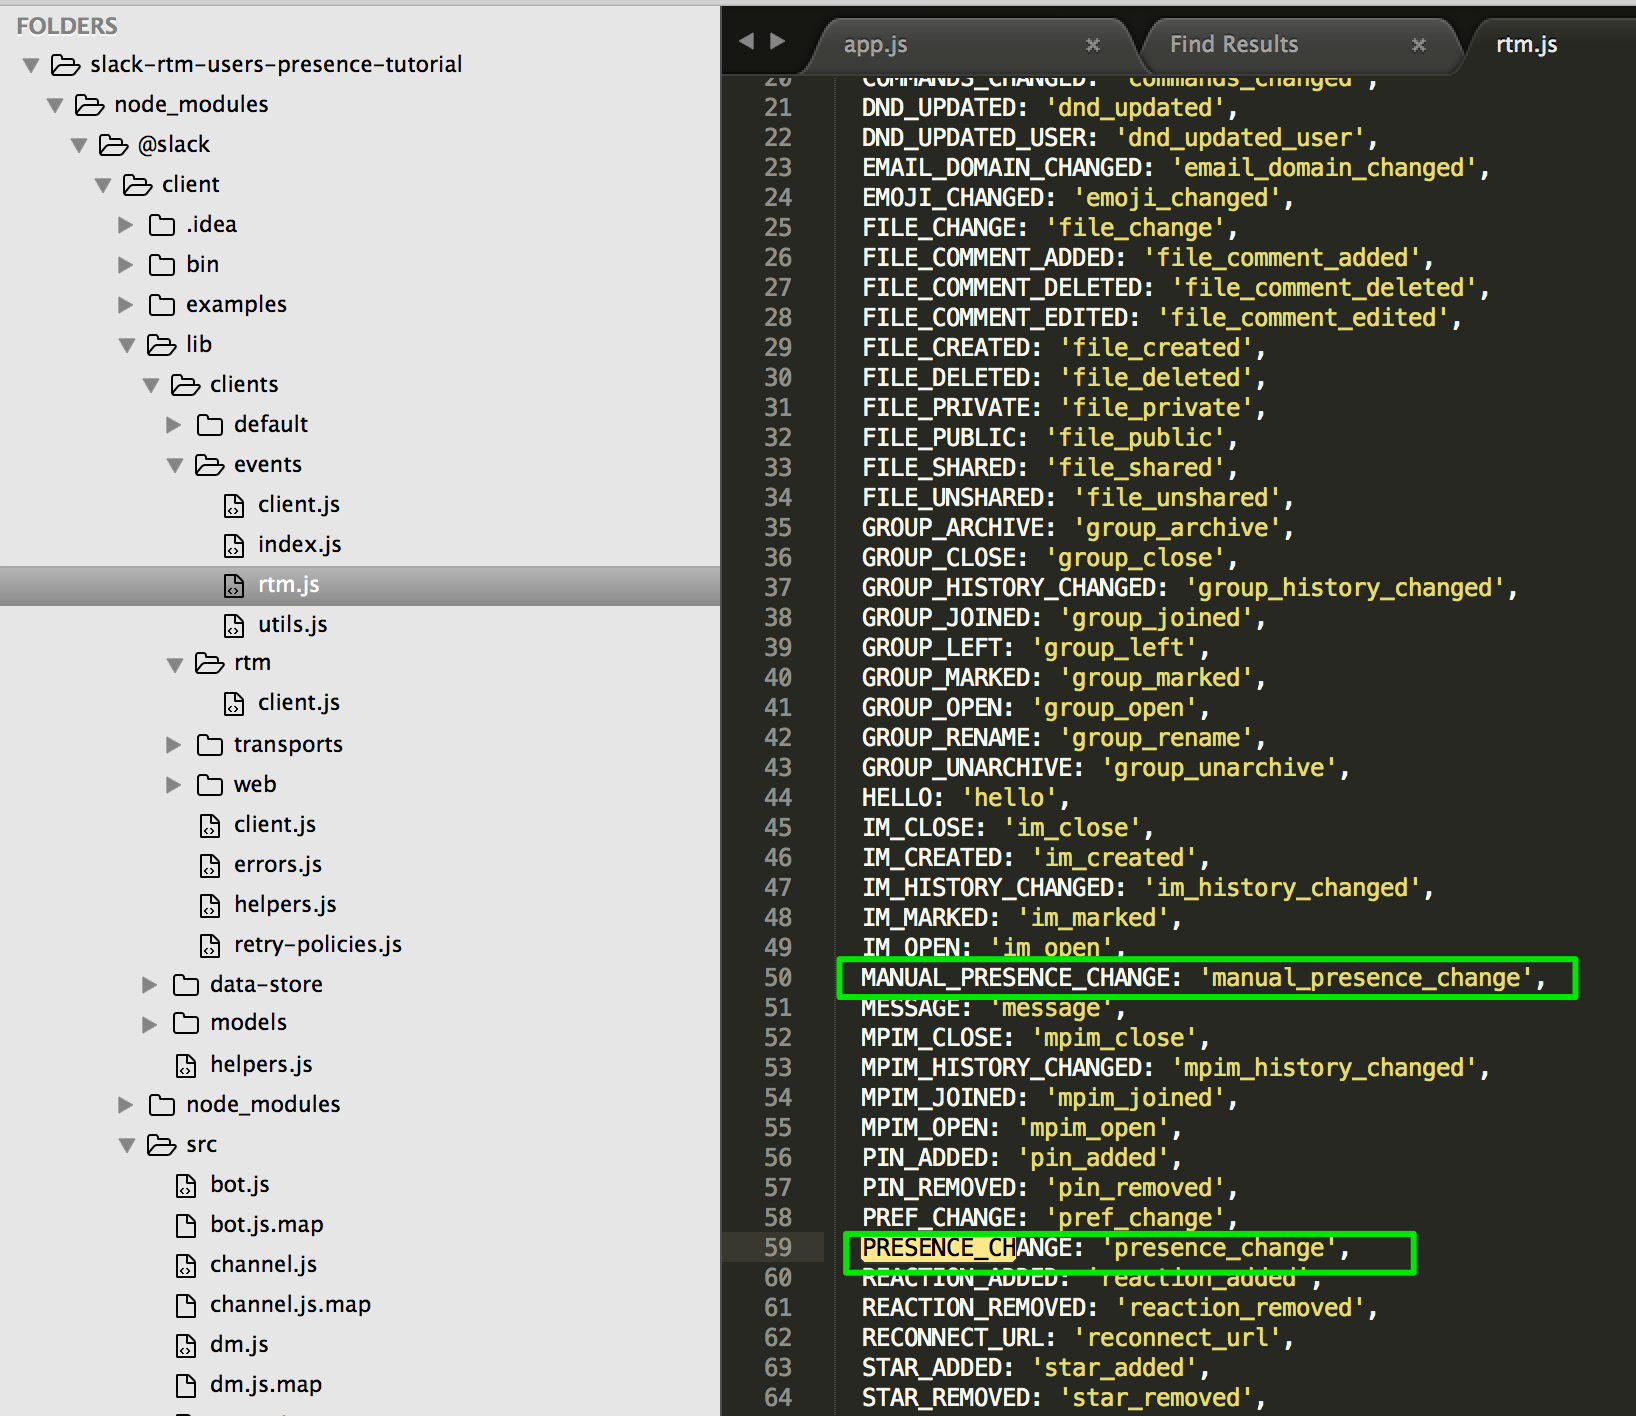 FOLDERS
slack-rtm-users-presence-tutorial
node_modules
@slack
client
.idea
bin
examples
lib
clients
default
events
client.js
index.js
rtm.js
utils.js
rtm
client.js
transports
web
client.js
errors.js
helpers.js
retry-policies.js
data-store
models
helpers.js
node_modules
src
bot.js
bot.js.map
channel.js
channel.js.map
dm.js
dm.js.map
app.js × Find Results × rtm.js
20 COMMANDS_CHANGED: 'commands_changed',
21 DND_UPDATED: 'dnd_updated',
22 DND_UPDATED_USER: 'dnd_updated_user',
23 EMAIL_DOMAIN_CHANGED: 'email_domain_changed',
24 EMOJI_CHANGED: 'emoji_changed',
25 FILE_CHANGE: 'file_change',
26 FILE_COMMENT_ADDED: 'file_comment_added',
27 FILE_COMMENT_DELETED: 'file_comment_deleted',
28 FILE_COMMENT_EDITED: 'file_comment_edited',
29 FILE_CREATED: 'file_created',
30 FILE_DELETED: 'file_deleted',
31 FILE_PRIVATE: 'file_private',
32 FILE_PUBLIC: 'file_public',
33 FILE_SHARED: 'file_shared',
34 FILE_UNSHARED: 'file_unshared',
35 GROUP_ARCHIVE: 'group_archive',
36 GROUP_CLOSE: 'group_close',
37 GROUP_HISTORY_CHANGED: 'group_history_changed',
38 GROUP_JOINED: 'group_joined',
39 GROUP_LEFT: 'group_left',
40 GROUP_MARKED: 'group_marked',
41 GROUP_OPEN: 'group_open',
42 GROUP_RENAME: 'group_rename',
43 GROUP_UNARCHIVE: 'group_unarchive',
44 HELLO: 'hello',
45 IM_CLOSE: 'im_close',
46 IM_CREATED: 'im_created',
47 IM_HISTORY_CHANGED: 'im_history_changed',
48 IM_MARKED: 'im_marked',
49 IM_OPEN: 'im_open',
50 MANUAL_PRESENCE_CHANGE: 'manual_presence_change',
51 MESSAGE: 'message',
52 MPIM_CLOSE: 'mpim_close',
53 MPIM_HISTORY_CHANGED: 'mpim_history_changed',
54 MPIM_JOINED: 'mpim_joined',
55 MPIM_OPEN: 'mpim_open',
56 PIN_ADDED: 'pin_added',
57 PIN_REMOVED: 'pin_removed',
58 PREF_CHANGE: 'pref_change',
59 PRESENCE_CHANGE: 'presence_change',
60 REACTION_ADDED: 'reaction_added',
61 REACTION_REMOVED: 'reaction_removed',
62 RECONNECT_URL: 'reconnect_url',
63 STAR_ADDED: 'star_added',
64 STAR_REMOVED: 'star_removed',